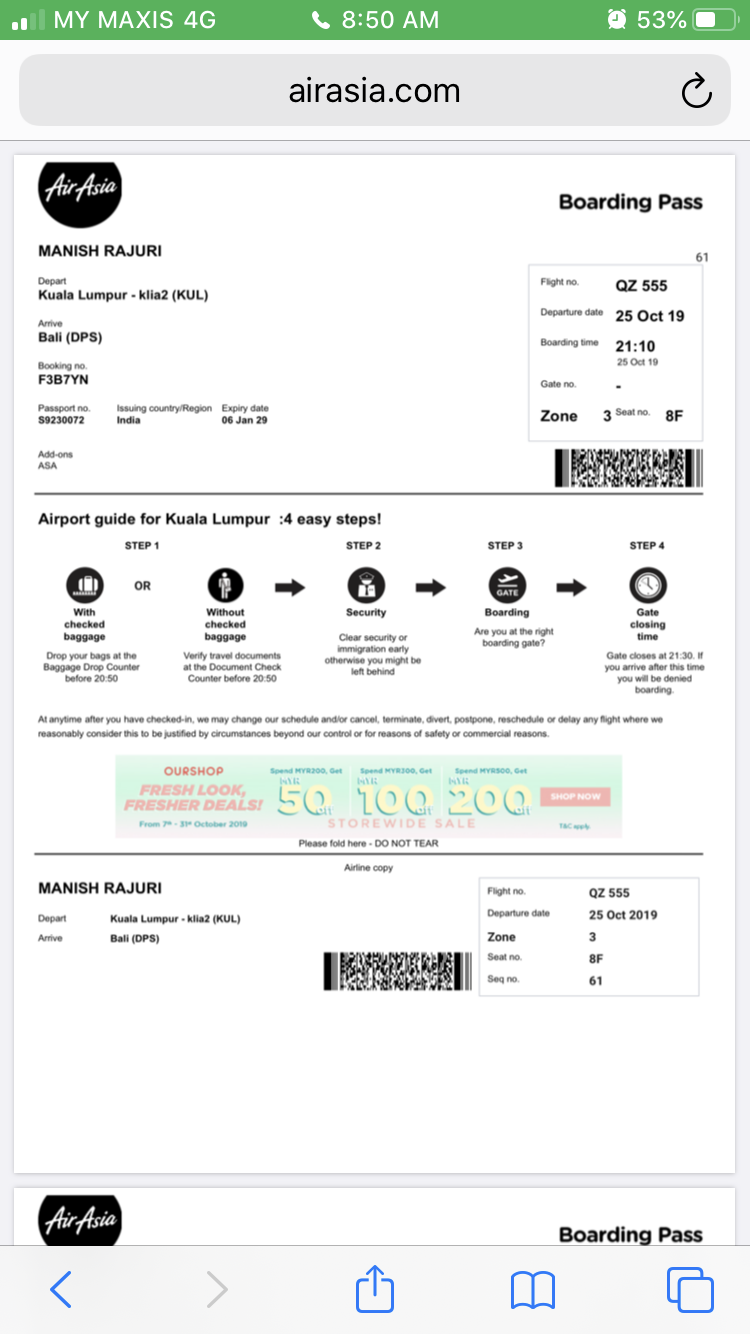 MY MAXIS 4G 8:50 AM 53%
airasia.com
AirAsia
Boarding Pass
MANISH RAJURI
61
Depart
Kuala Lumpur - klia2 (KUL)
Arrive
Bali (DPS)
Booking no.
F3B7YN
Passport no. Issuing country/Region Expiry date
S9230072 India 06 Jan 29
Add-ons
ASA
Flight no. QZ 555
Departure date 25 Oct 19
Boarding time 21:10
25 Oct 19
Gate no. -
Zone 3 Seat no. 8F
Airport guide for Kuala Lumpur :4 easy steps!
STEP 1 STEP 2 STEP 3 STEP 4
OR
GATE
With
checked
baggage
Drop your bags at the
Baggage Drop Counter
before 20:50
Without
checked
baggage
Verify travel documents
at the Document Check
Counter before 20:50
Security
Clear security or
immigration early
otherwise you might be
left behind
Boarding
Are you at the right
boarding gate?
Gate
closing
time
Gate closes at 21:30. If
you arrive after this time
you will be denied
boarding.
At anytime after you have checked-in, we may change our schedule and/or cancel, terminate, divert, postpone, reschedule or delay any flight where we
reasonably consider this to be justified by circumstances beyond our control or for reasons of safety or commercial reasons.
OURSHOP
FRESH LOOK,
FRESHER DEALS!
From 7th - 31st October 2019
Spend MYR200, Get
MYR
50
off
Spend MYR300, Get
MYR
100
off
Spend MYR500, Get
MYR
200
off
STOREWIDE SALE
SHOP NOW
T&C apply.
Please fold here - DO NOT TEAR
Airline copy
MANISH RAJURI
Depart Kuala Lumpur - klia2 (KUL)
Arrive Bali (DPS)
Flight no. QZ 555
Departure date 25 Oct 2019
Zone 3
Seat no. 8F
Seq no. 61
AirAsia
Boarding Pass